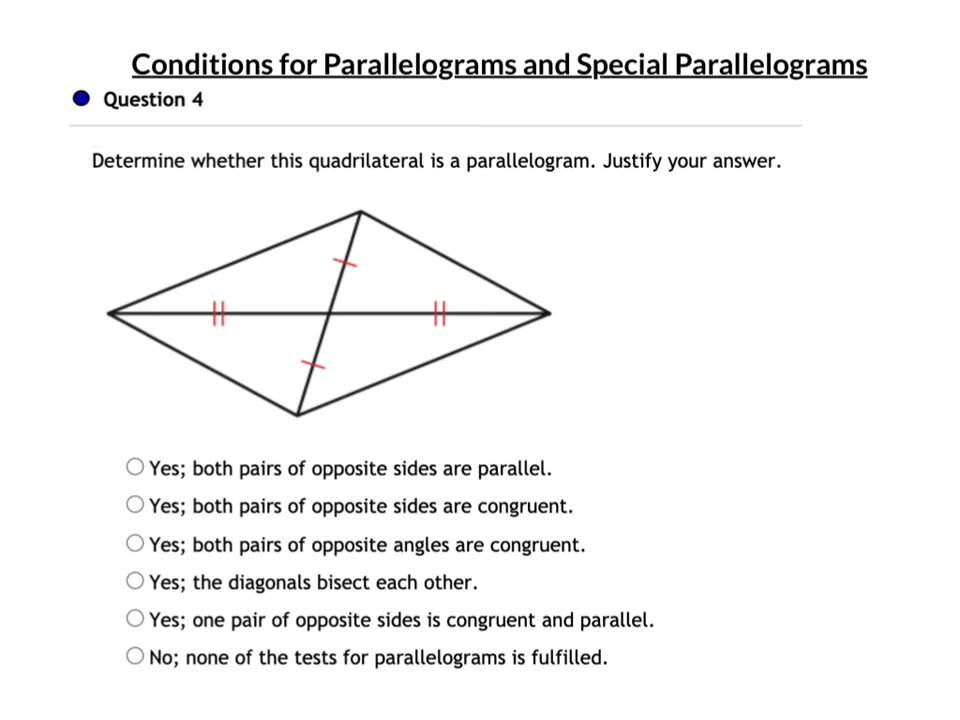 Conditions for Parallelograms and Special Parallelograms
Question 4
Determine whether this quadrilateral is a parallelogram. Justify your answer.
Yes; both pairs of opposite sides are parallel.
Yes; both pairs of opposite sides are congruent.
Yes; both pairs of opposite angles are congruent.
Yes; the diagonals bisect each other.
Yes; one pair of opposite sides is congruent and parallel.
No; none of the tests for parallelograms is fulfilled.